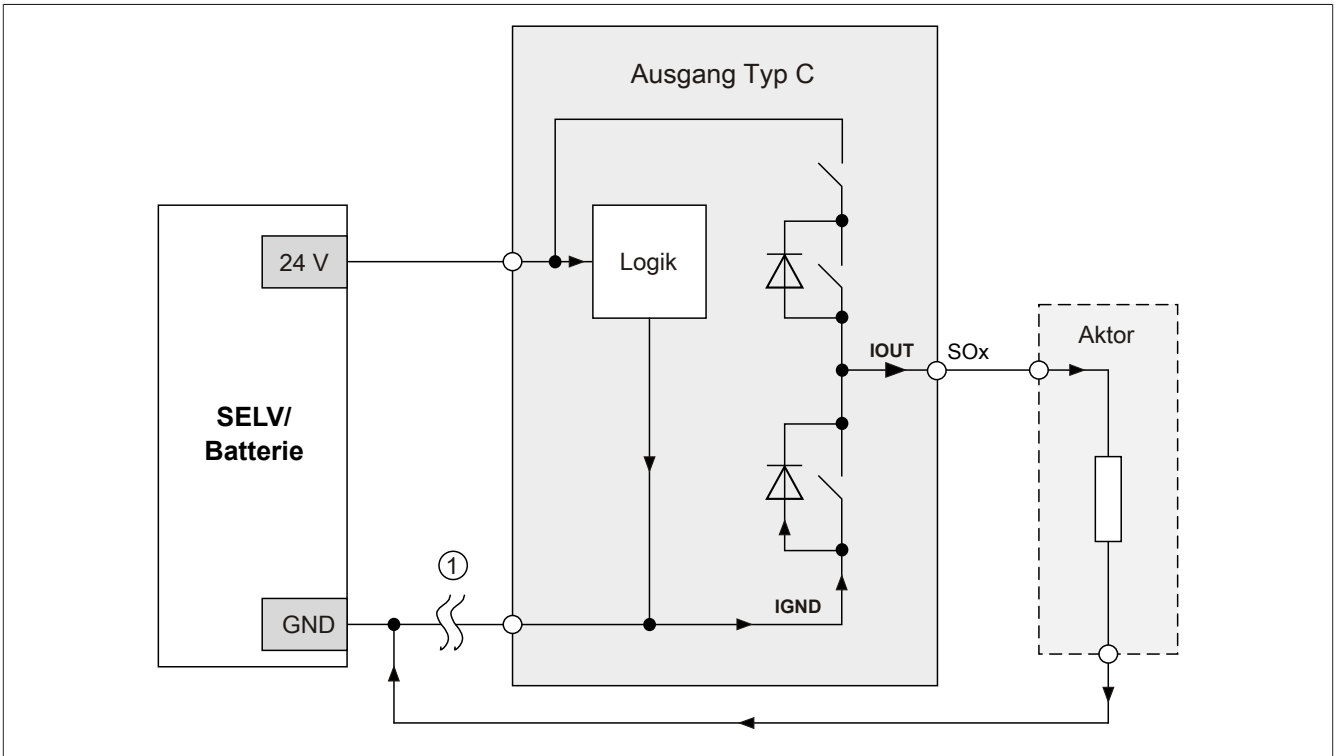 Ausgang Typ C
24 V
Logik
Aktor
IOUT
SOx
SELV/
Batterie
1
GND
IGND